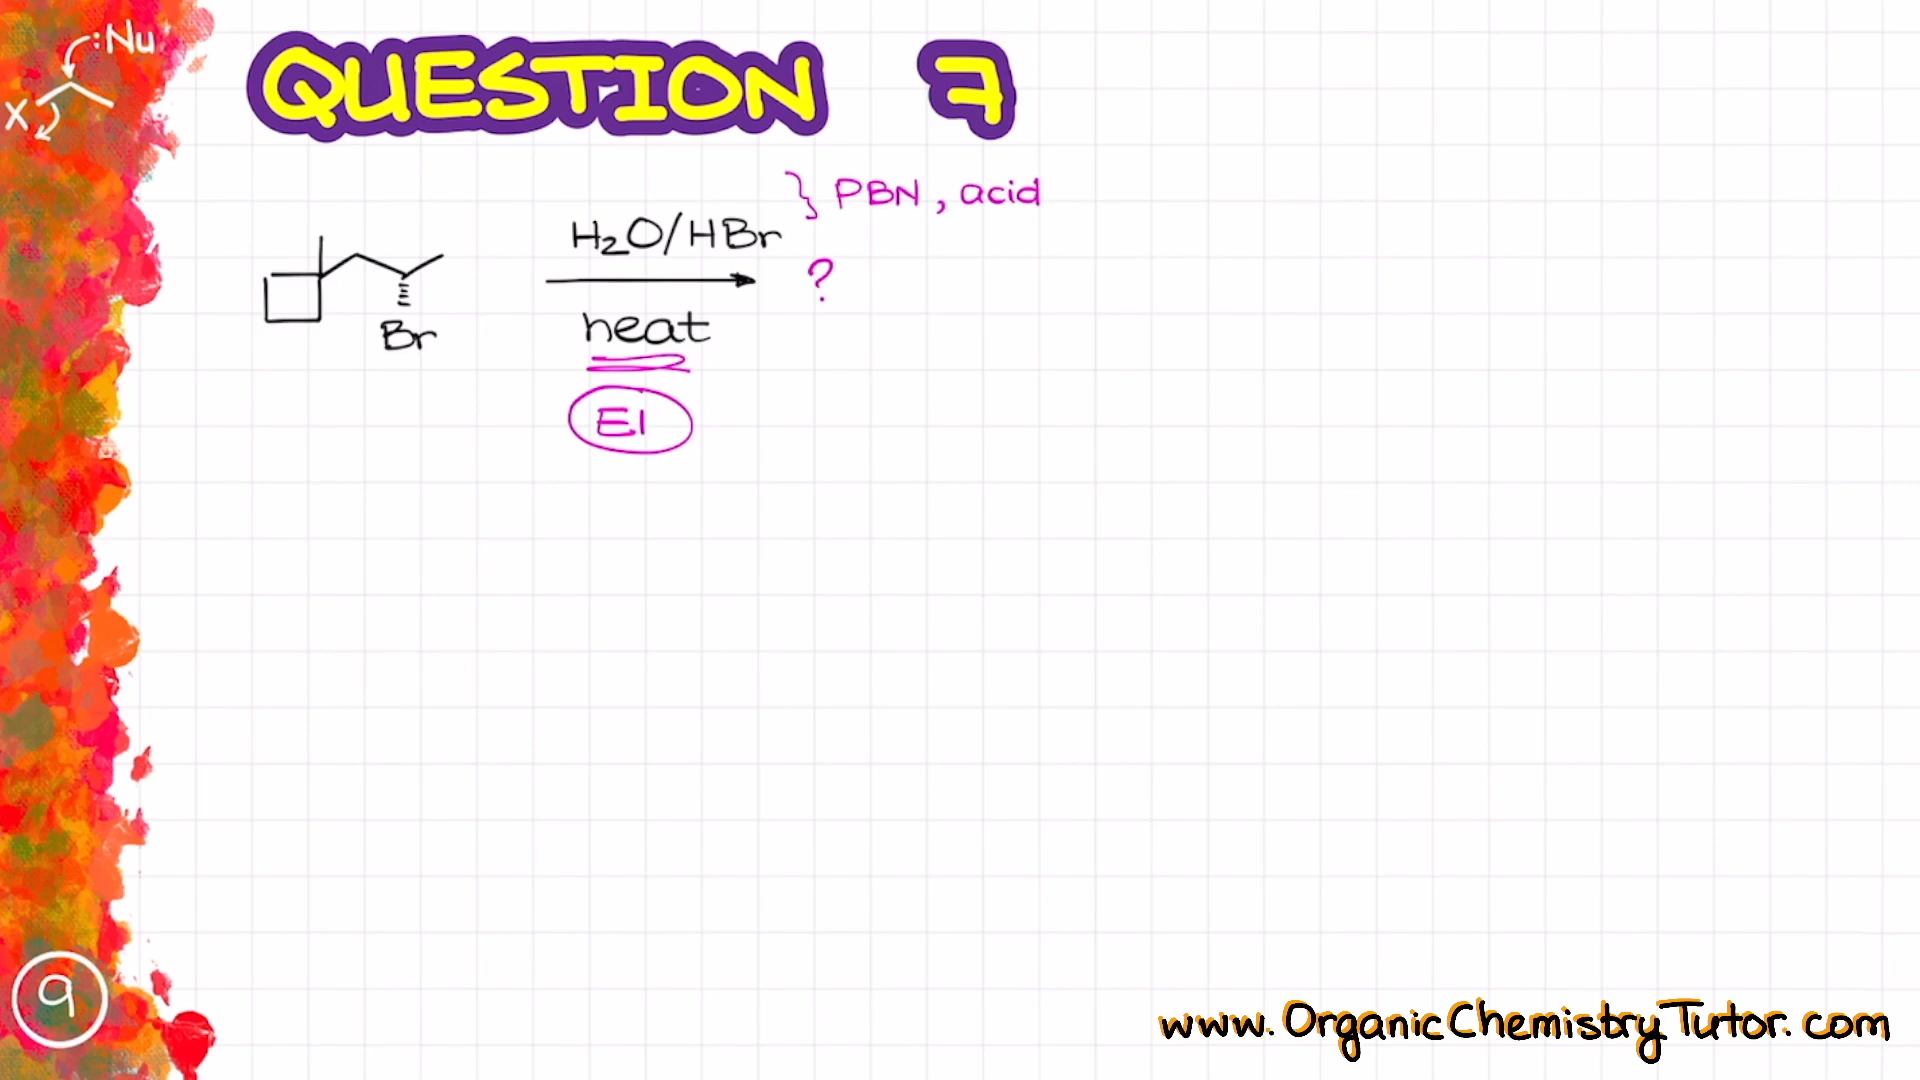 :Nu
X
QUESTION 7
} PBN, acid
H₂O/HBr
?
Br
heat
E1
9
www.OrganicChemistryTutor.com